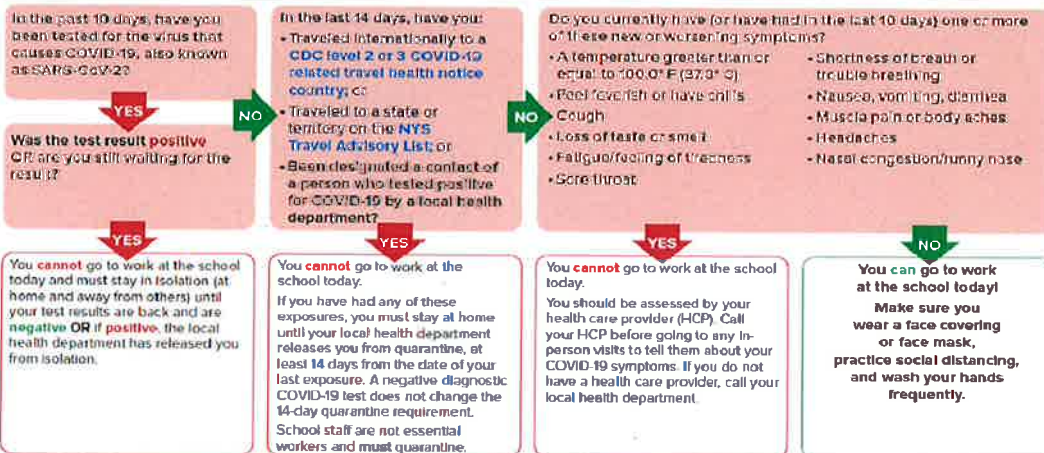 In the past 10 days, have you
been tested for the virus that
causes COVID-19, also known
as SARS-CoV-2?
YES
Was the test result positive
OR are you still waiting for the
result?
YES
You cannot go to work at the school
today and must stay in isolation (at
home and away from others) until
your test results are back and are
negative OR if positive, the local
health department has released you
from isolation.
NO
In the last 14 days, have you:
• Traveled internationally to a
CDC level 2 or 3 COVID-19
related travel health notice
country; or
• Traveled to a state or
territory on the NYS
Travel Advisory List; or
• Been designated a contact of
a person who tested positive
for COVID-19 by a local health
department?
YES
You cannot go to work at the
school today.
If you have had any of these
exposures, you must stay at home
until your local health department
releases you from quarantine, at
least 14 days from the date of your
last exposure. A negative diagnostic
COVID-19 test does not change the
14-day quarantine requirement.
School staff are not essential
workers and must quarantine.
NO
Do you currently have (or have had in the last 10 days) one or more
of these new or worsening symptoms?
• A temperature greater than or
equal to 100.0° F (37.8° C)
• Feel feverish or have chills
• Cough
• Loss of taste or smell
• Fatigue/feeling of tiredness
• Sore throat
• Shortness of breath or
trouble breathing
• Nausea, vomiting, diarrhea
• Muscle pain or body aches
• Headaches
• Nasal congestion/runny nose
YES
You cannot go to work at the school
today.
You should be assessed by your
health care provider (HCP). Call
your HCP before going to any in-
person visits to tell them about your
COVID-19 symptoms. If you do not
have a health care provider, call your
local health department.
NO
You can go to work
at the school today!
Make sure you
wear a face covering
or face mask,
practice social distancing,
and wash your hands
frequently.